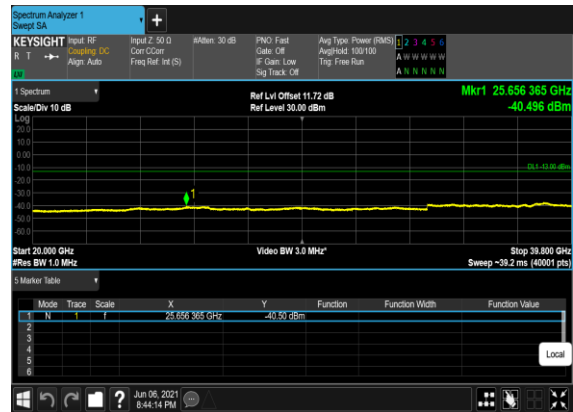 Spectrum Analyzer 1
Swept SA
+
KEYSIGHT Input: RF Input Z: 50 Ω #Atten: 30 dB PNO: Fast Avg Type: Power (RMS) 1 2 3 4 5 6
R T Coupling: DC Corr CCorr Gate: Off Avg|Hold: 100/100 A W W W W W
Align: Auto Freq Ref: Int (S) IF Gain: Low Trig: Free Run
LXI Sig Track: Off A N N N N N
1 Spectrum Ref Lvl Offset 11.72 dB Mkr1 25.656 365 GHz
Scale/Div 10 dB Ref Level 30.00 dBm -40.496 dBm
Log
20.0
10.0
0.00
-10.0
DL1 -13.00 dBm
-20.0
-30.0
1
-40.0
-50.0
-60.0
Start 20.000 GHz Video BW 3.0 MHz* Stop 39.800 GHz
#Res BW 1.0 MHz Sweep ~39.2 ms (40001 pts)
5 Marker Table
Mode Trace Scale X Y Function Function Width Function Value
1 N 1 f 25.656 365 GHz -40.50 dBm
2
3
4
5
6
Local
? Jun 06, 2021
8:44:14 PM